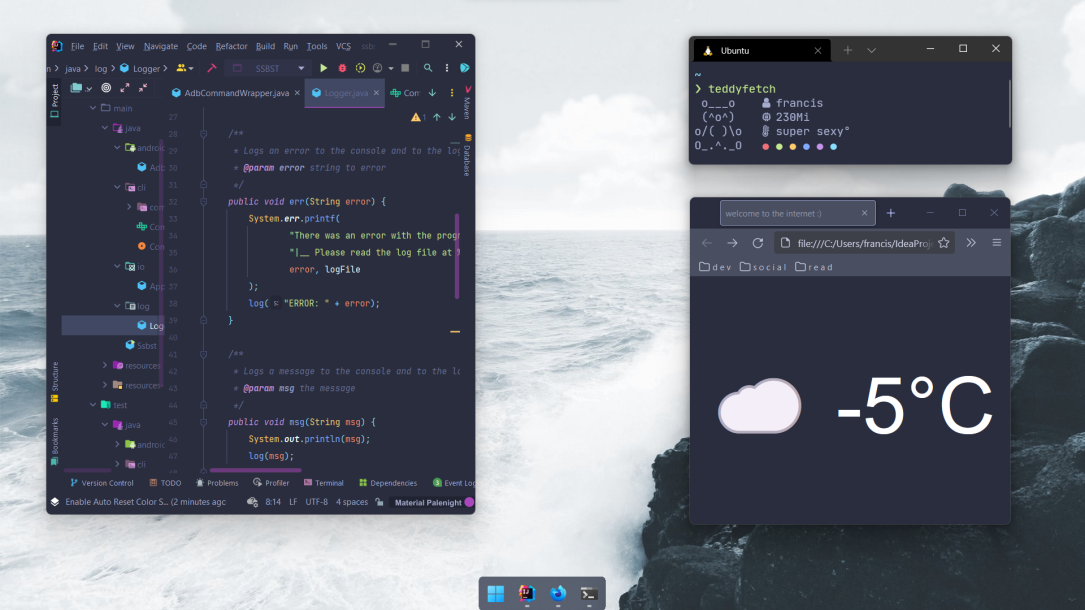 File Edit View Navigate Code Refactor Build Run Tools VCS ssb
n > java > log > Logger > SSBST
Project
AdbCommandWrapper.java
Logger.java
Com
main
java
android
Ad
cli
com
Con
Co
io
App
log
Log
Ssbst
resources
resources
test
java
android
cli
Structure
Bookmarks
1
Maven
Database
27
28 /**
29 * Logs an error to the console and to the log
30 * @param error string to error
31 */
32 public void err(String error) {
33 System.err.printf(
34 "There was an error with the progr
35 "|__ Please read the log file at
36 error, logFile
37 );
38 log( "ERROR: " + error);
39 }
40
41 /**
42 * Logs a message to the console and to the lo
43 * @param msg the message
44 */
45 public void msg(String msg) {
46 System.out.println(msg);
47 log(msg);
48
Version Control TODO Problems Profiler Terminal Dependencies Event Log
Enable Auto Reset Color S... (2 minutes ago 8:14 LF UTF-8 4 spaces Material Palenight
Ubuntu
~
❯ teddyfetch
o___o francis
(^o^) 230Mi
o/( )\o super sexy°
O_.^._O
welcome to the internet :)
file:///C:/Users/francis/IdeaProj
dev social read
-5°C